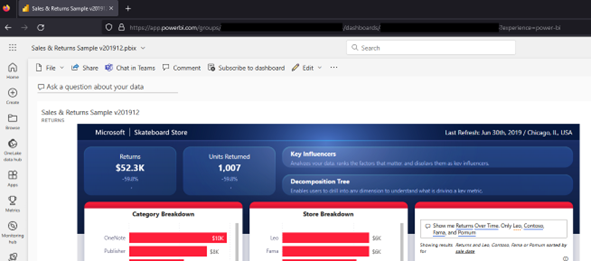 Sales & Returns Sample v2019
https://app.powerbi.com/groups/
/dashboards/
?experience=power-bi
Sales & Returns Sample v201912.pbix
Search
File
Share
Chat in Teams
Comment
Subscribe to dashboard
Edit
Home
Create
Browse
OneLake data hub
Apps
Metrics
Monitoring hub
Ask a question about your data
Sales & Returns Sample v201912
RETURNS
Microsoft | Skateboard Store
Last Refresh: Jun 30th, 2019 / Chicago, IL, USA
Returns
$52.3K
-19.0%
Units Returned
1,007
-19.0%
Key Influencers
Analyses your data, ranks the factors that matter, and displays them as key influencers.
Decomposition Tree
Enables users to drill into any dimension to understand what is driving a key metric.
Category Breakdown
OneNote
$10K
Publisher
$8K
Store Breakdown
Leo
$6K
Fama
$6K
Show me Returns Over Time, Only Leo, Contoso,
Fama, and Pomum
Showing results for
Returns and Leo, Contoso, Fama or Pomum sorted by
sale date